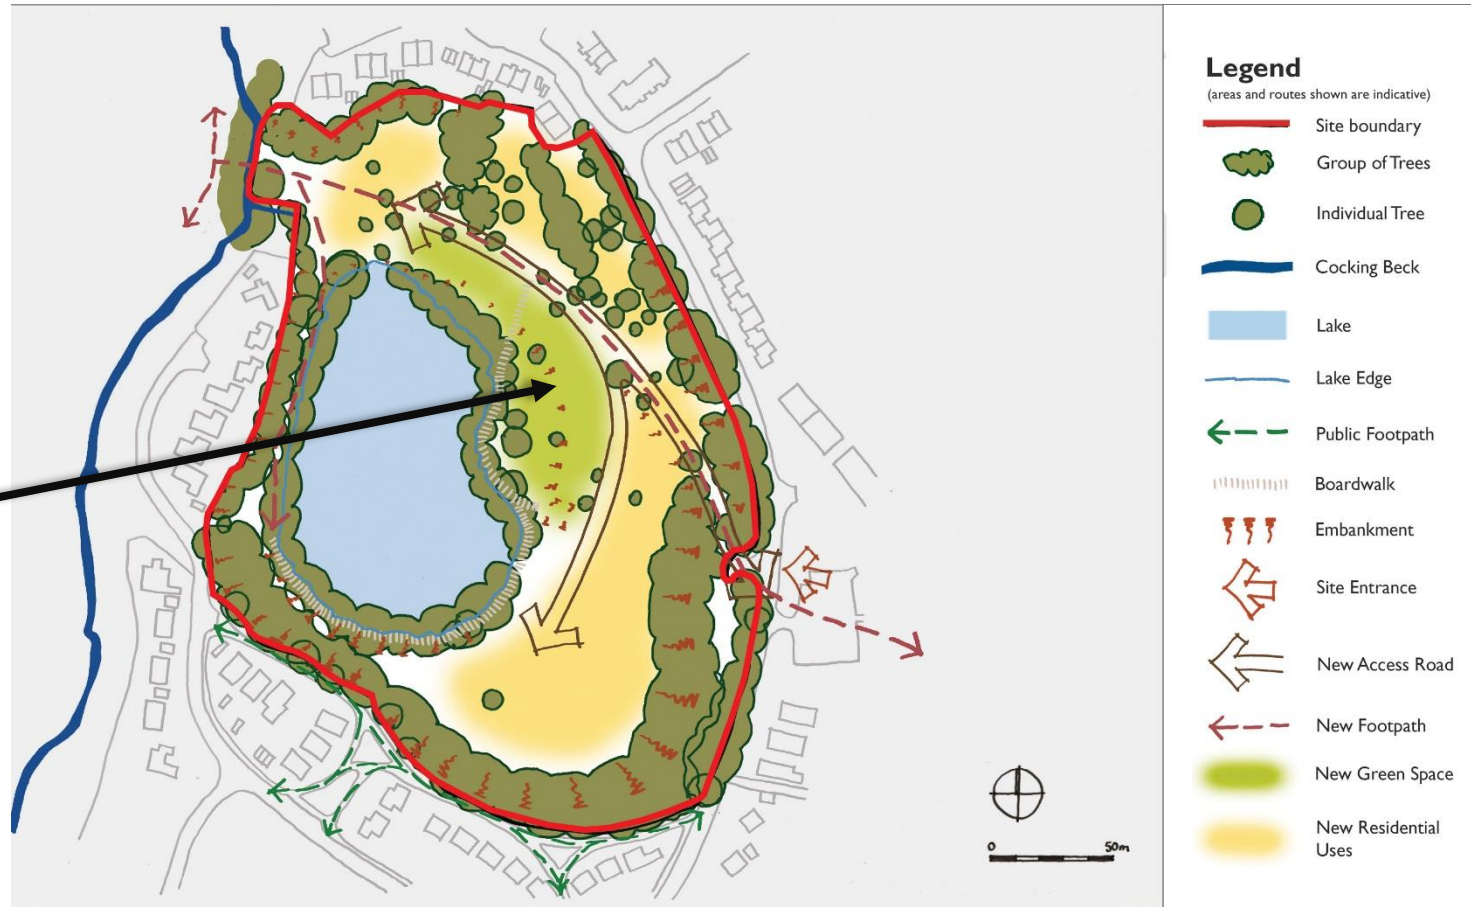 Legend
(areas and routes shown are indicative)
Site boundary
Group of Trees
Individual Tree
Cocking Beck
Lake
Lake Edge
Public Footpath
Boardwalk
Embankment
Site Entrance
New Access Road
New Footpath
New Green Space
New Residential
Uses
0 50m